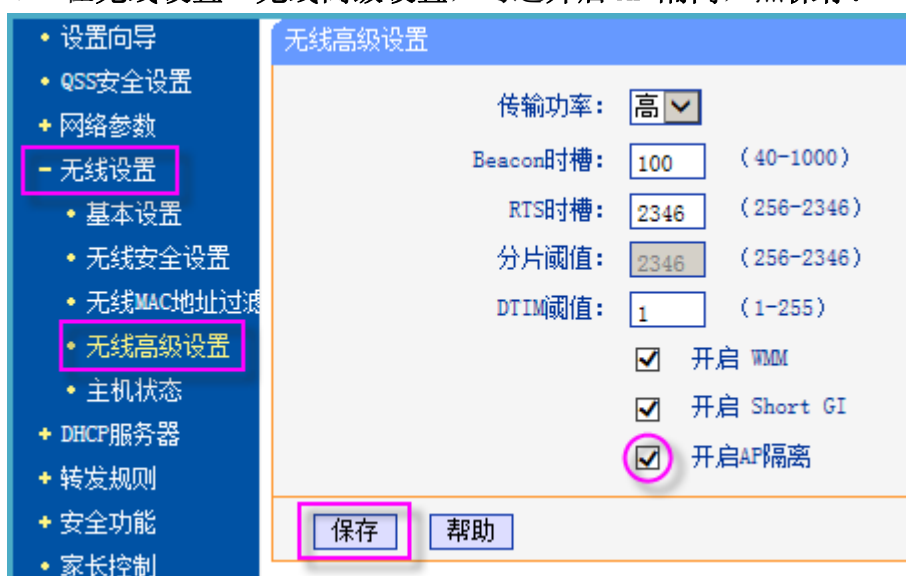 设置向导
QSS安全设置
网络参数
无线设置
基本设置
无线安全设置
无线MAC地址过滤
无线高级设置
主机状态
DHCP服务器
转发规则
安全功能
家长控制
无线高级设置
传输功率： 高
Beacon时槽： 100 （40-1000）
RTS时槽： 2346 （256-2346）
分片阈值： 2346 （256-2346）
DTIM阈值： 1 （1-255）
开启 WMM
开启 Short GI
开启AP隔离
保存 帮助